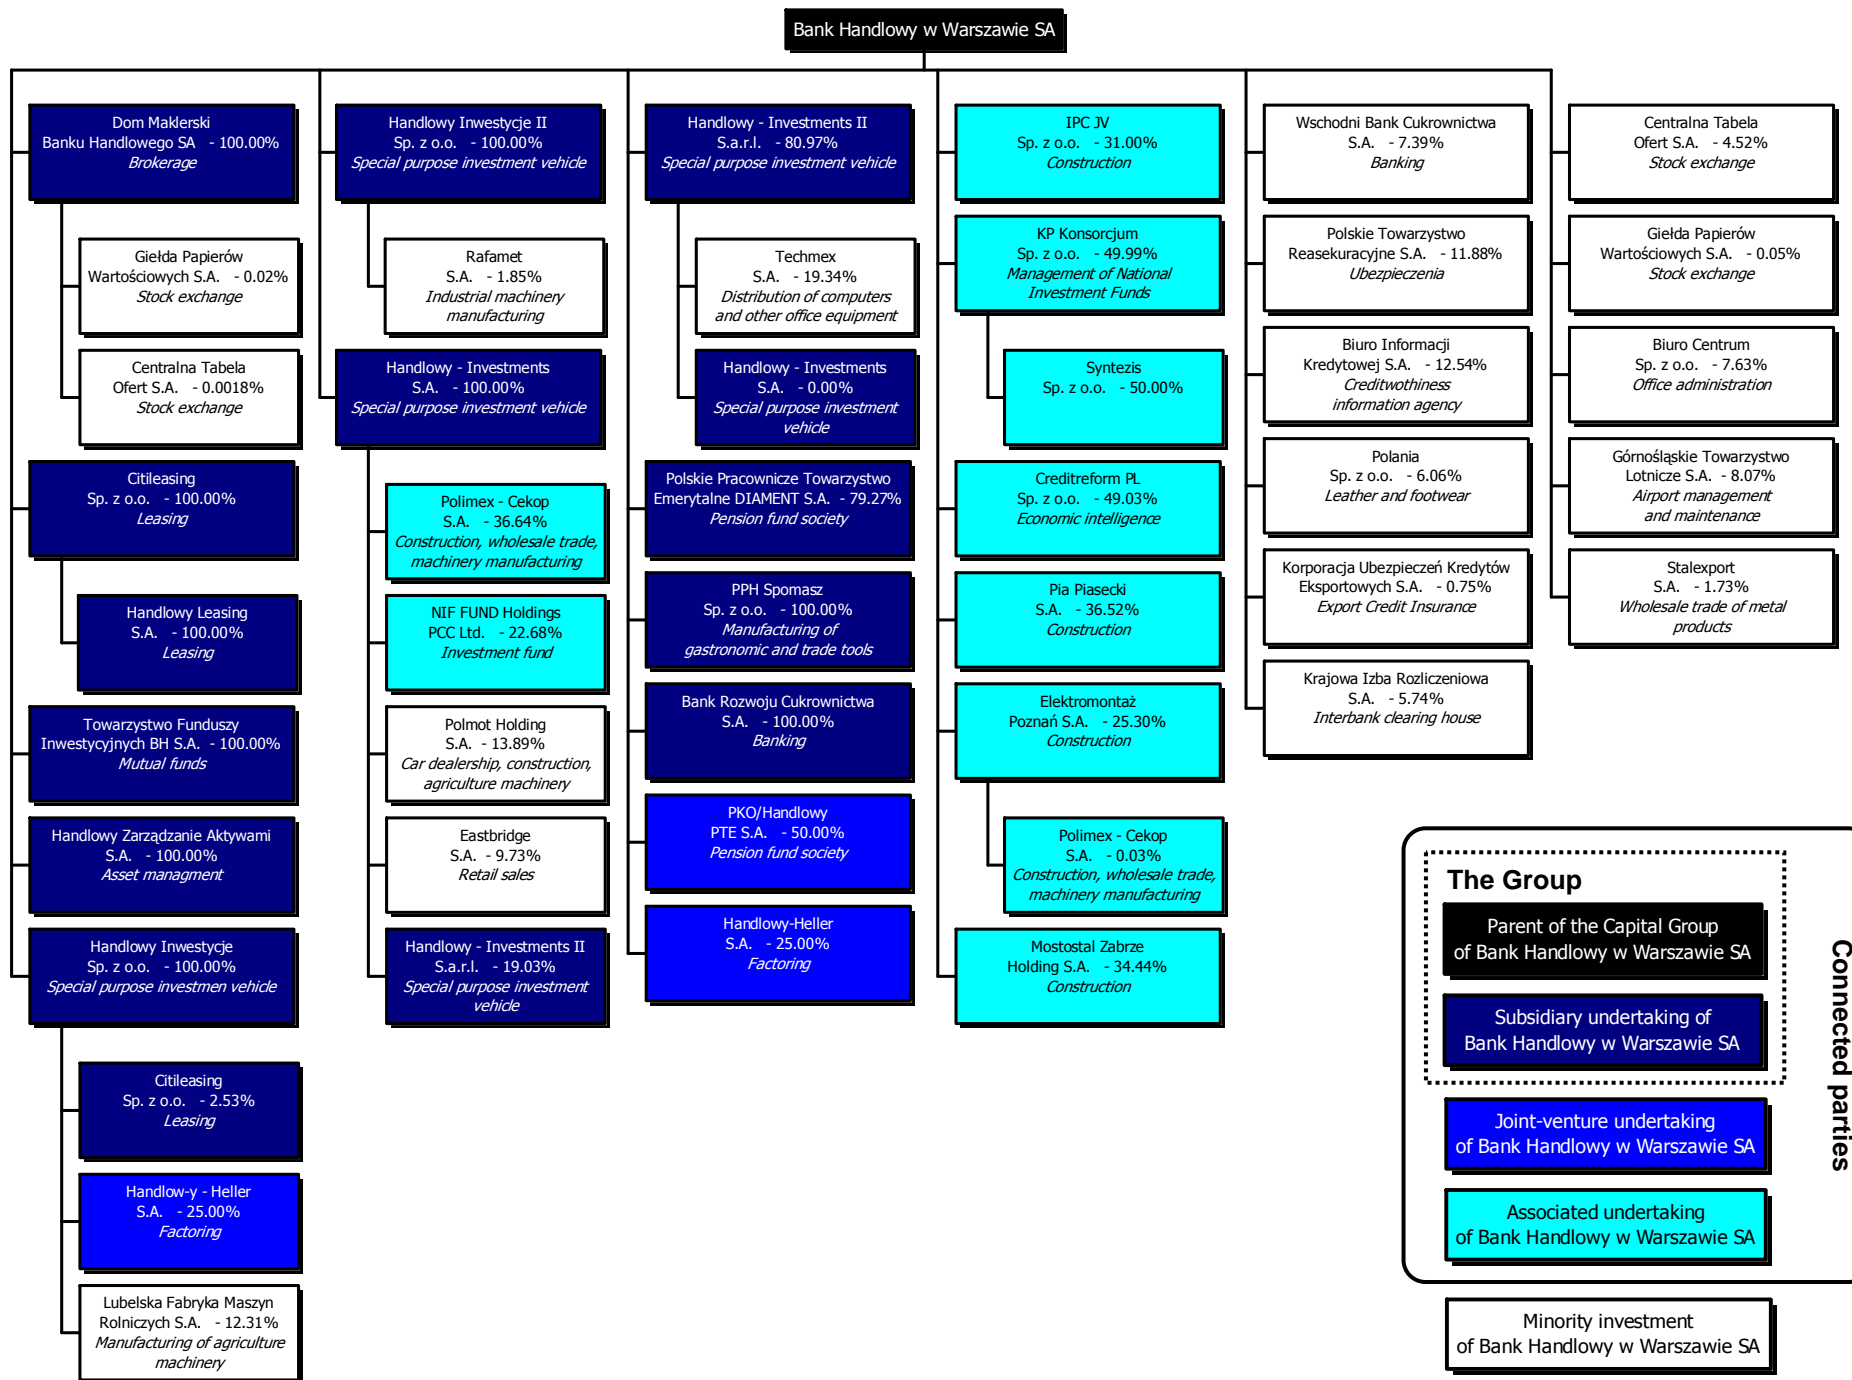 Bank Handlowy w Warszawie SA
Dom Maklerski
Banku Handlowego SA - 100.00%
Brokerage
Giełda Papierów
Wartościowych S.A. - 0.02%
Stock exchange
Centralna Tabela
Ofert S.A. - 0.0018%
Stock exchange
Citileasing
Sp. z o.o. - 100.00%
Leasing
Handlowy Leasing
S.A. - 100.00%
Leasing
Towarzystwo Funduszy
Inwestycyjnych BH S.A. - 100.00%
Mutual funds
Handlowy Zarządzanie Aktywami
S.A. - 100.00%
Asset managment
Handlowy Inwestycje
Sp. z o.o. - 100.00%
Special purpose investmen vehicle
Citileasing
Sp. z o.o. - 2.53%
Leasing
Handlow-y - Heller
S.A. - 25.00%
Factoring
Lubelska Fabryka Maszyn
Rolniczych S.A. - 12.31%
Manufacturing of agriculture
machinery
Handlowy Inwestycje II
Sp. z o.o. - 100.00%
Special purpose investment vehicle
Rafamet
S.A. - 1.85%
Industrial machinery
manufacturing
Handlowy - Investments
S.A. - 100.00%
Special purpose investment vehicle
Polimex - Cekop
S.A. - 36.64%
Construction, wholesale trade,
machinery manufacturing
NIF FUND Holdings
PCC Ltd. - 22.68%
Investment fund
Polmot Holding
S.A. - 13.89%
Car dealership, construction,
agriculture machinery
Eastbridge
S.A. - 9.73%
Retail sales
Handlowy - Investments II
S.a.r.l. - 19.03%
Special purpose investment
vehicle
Handlowy - Investments II
S.a.r.l. - 80.97%
Special purpose investment vehicle
Techmex
S.A. - 19.34%
Distribution of computers
and other office equipment
Handlowy - Investments
S.A. - 0.00%
Special purpose investment
vehicle
Polskie Pracownicze Towarzystwo
Emerytalne DIAMENT S.A. - 79.27%
Pension fund society
PPH Spomasz
Sp. z o.o. - 100.00%
Manufacturing of
gastronomic and trade tools
Bank Rozwoju Cukrownictwa
S.A. - 100.00%
Banking
PKO/Handlowy
PTE S.A. - 50.00%
Pension fund society
Handlowy-Heller
S.A. - 25.00%
Factoring
IPC JV
Sp. z o.o. - 31.00%
Construction
KP Konsorcjum
Sp. z o.o. - 49.99%
Management of National
Investment Funds
Syntezis
Sp. z o.o. - 50.00%
Creditreform PL
Sp. z o.o. - 49.03%
Economic intelligence
Pia Piasecki
S.A. - 36.52%
Construction
Elektromontaż
Poznań S.A. - 25.30%
Construction
Polimex - Cekop
S.A. - 0.03%
Construction, wholesale trade,
machinery manufacturing
Mostostal Zabrze
Holding S.A. - 34.44%
Construction
Wschodni Bank Cukrownictwa
S.A. - 7.39%
Banking
Polskie Towarzystwo
Reasekuracyjne S.A. - 11.88%
Ubezpieczenia
Biuro Informacji
Kredytowej S.A. - 12.54%
Creditwothiness
information agency
Polania
Sp. z o.o. - 6.06%
Leather and footwear
Korporacja Ubezpieczeń Kredytów
Eksportowych S.A. - 0.75%
Export Credit Insurance
Krajowa Izba Rozliczeniowa
S.A. - 5.74%
Interbank clearing house
Centralna Tabela
Ofert S.A. - 4.52%
Stock exchange
Giełda Papierów
Wartościowych S.A. - 0.05%
Stock exchange
Biuro Centrum
Sp. z o.o. - 7.63%
Office administration
Górnośląskie Towarzystwo
Lotnicze S.A. - 8.07%
Airport management
and maintenance
Stalexport
S.A. - 1.73%
Wholesale trade of metal
products
The Group
Parent of the Capital Group
of Bank Handlowy w Warszawie SA
Subsidiary undertaking of
Bank Handlowy w Warszawie SA
Joint-venture undertaking
of Bank Handlowy w Warszawie SA
Associated undertaking
of Bank Handlowy w Warszawie SA
Connected parties
Minority investment
of Bank Handlowy w Warszawie SA